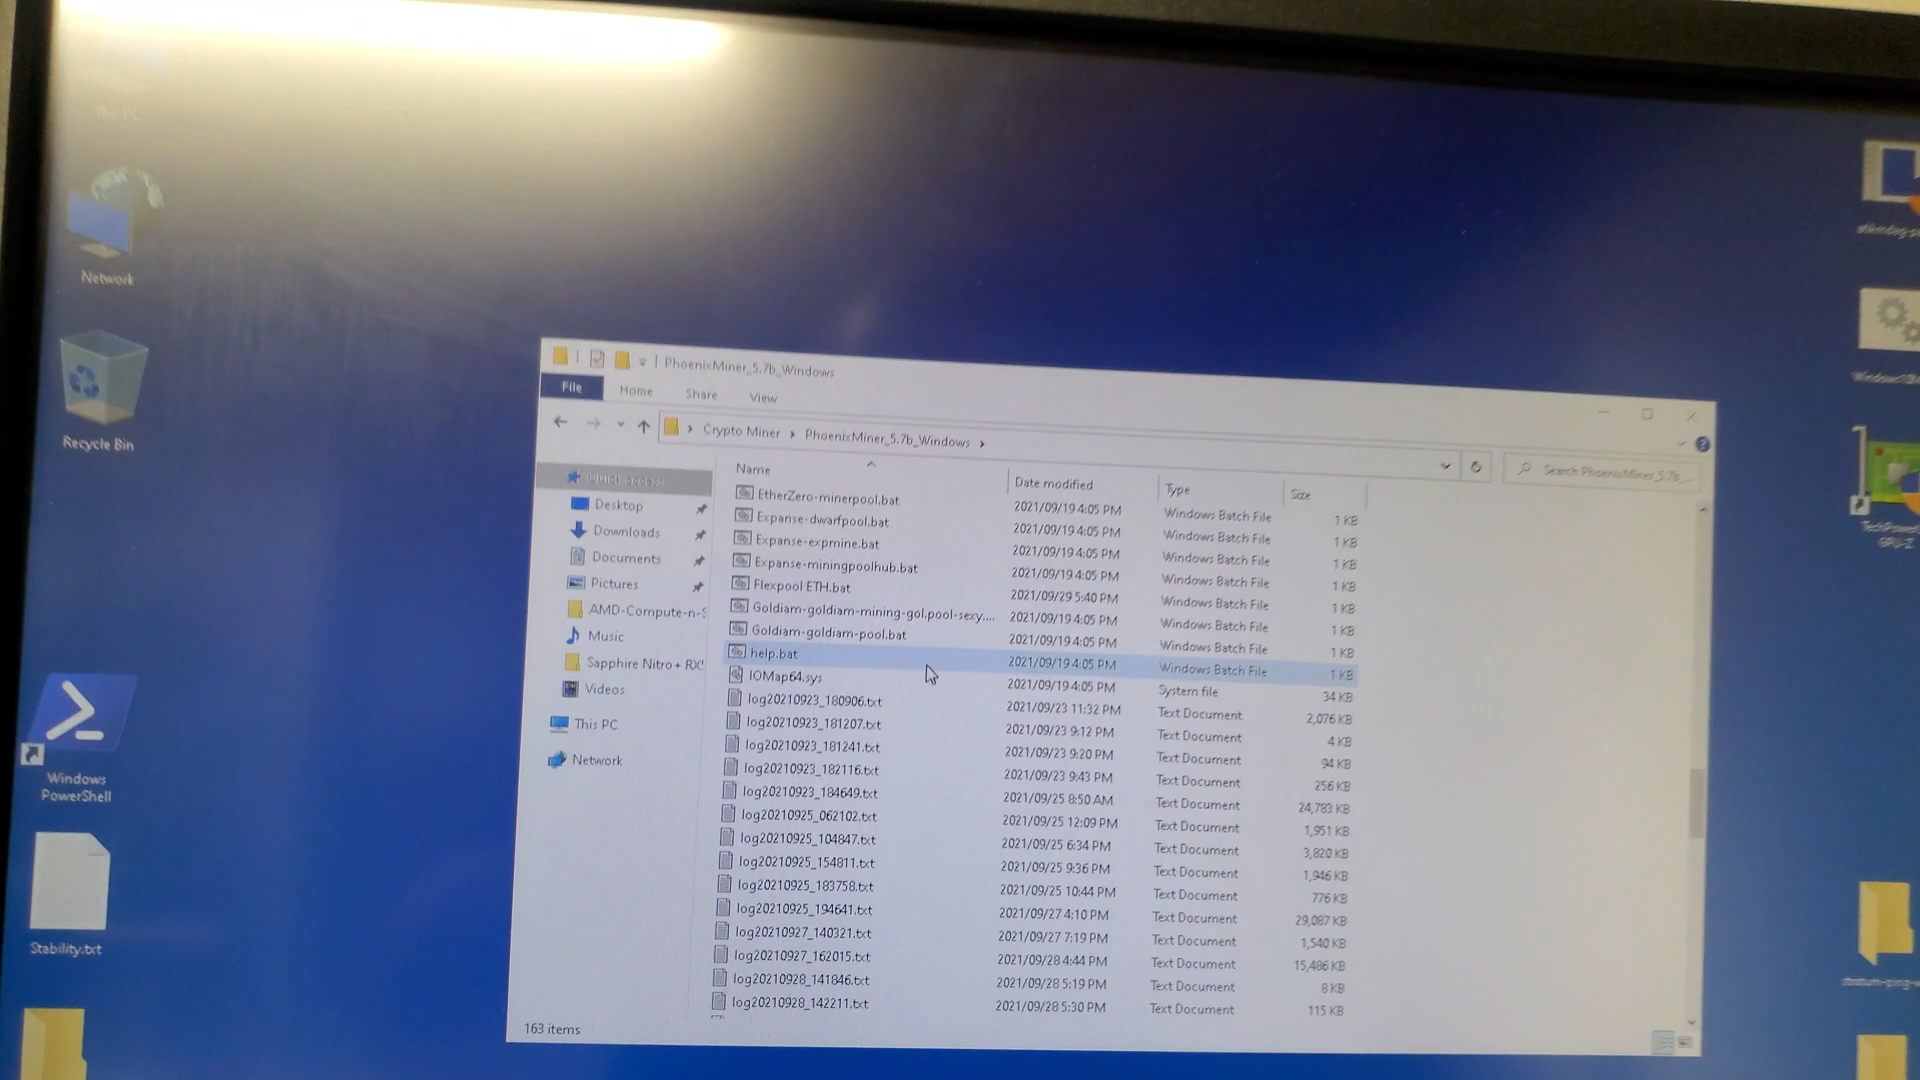 This PC
Network
Recycle Bin
Windows
PowerShell
Stability.txt
PhoenixMiner_5.7b_Windows
File Home Share View
Crypto Miner > PhoenixMiner_5.7b_Windows >
Search PhoenixMiner_5.7b_...
Quick access
Desktop
Downloads
Documents
Pictures
AMD-Compute-n-S
Music
Sapphire Nitro + RX
Videos
This PC
Network
Name Date modified Type Size
EtherZero-minerpool.bat 2021/09/19 4:05 PM Windows Batch File 1 KB
Expanse-dwarfpool.bat 2021/09/19 4:05 PM Windows Batch File 1 KB
Expanse-expmine.bat 2021/09/19 4:05 PM Windows Batch File 1 KB
Expanse-miningpoolhub.bat 2021/09/19 4:05 PM Windows Batch File 1 KB
Flexpool ETH.bat 2021/09/29 5:40 PM Windows Batch File 1 KB
Goldiam-goldiam-mining-gol.pool-sexy.... 2021/09/19 4:05 PM Windows Batch File 1 KB
Goldiam-goldiam-pool.bat 2021/09/19 4:05 PM Windows Batch File 1 KB
help.bat 2021/09/19 4:05 PM Windows Batch File 1 KB
IOMap64.sys 2021/09/19 4:05 PM System file 34 KB
log20210923_180906.txt 2021/09/23 11:32 PM Text Document 2,076 KB
log20210923_181207.txt 2021/09/23 9:12 PM Text Document 4 KB
log20210923_181241.txt 2021/09/23 9:20 PM Text Document 94 KB
log20210923_182116.txt 2021/09/23 9:43 PM Text Document 256 KB
log20210923_184649.txt 2021/09/25 8:50 AM Text Document 24,783 KB
log20210925_062102.txt 2021/09/25 12:09 PM Text Document 1,951 KB
log20210925_104847.txt 2021/09/25 6:34 PM Text Document 3,820 KB
log20210925_154811.txt 2021/09/25 9:36 PM Text Document 1,946 KB
log20210925_183758.txt 2021/09/25 10:44 PM Text Document 776 KB
log20210925_194641.txt 2021/09/27 4:10 PM Text Document 29,087 KB
log20210927_140321.txt 2021/09/27 7:19 PM Text Document 1,540 KB
log20210927_162015.txt 2021/09/28 4:44 PM Text Document 15,486 KB
log20210928_141846.txt 2021/09/28 5:19 PM Text Document 8 KB
log20210928_142211.txt 2021/09/28 5:30 PM Text Document 115 KB
163 items
GPU-Z